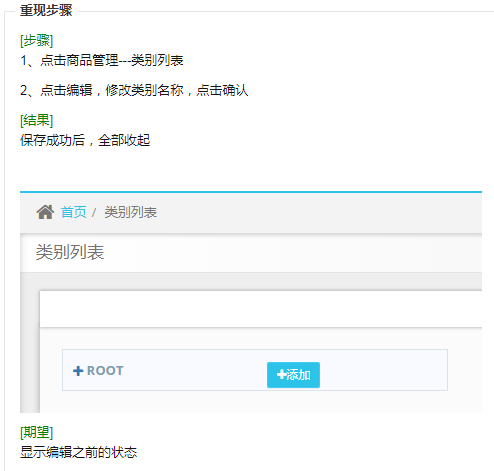 重现步骤
[步骤]
1、点击商品管理---类别列表
2、点击编辑，修改类别名称，点击确认
[结果]
保存成功后，全部收起
首页 / 类别列表
类别列表
ROOT
添加
[期望]
显示编辑之前的状态